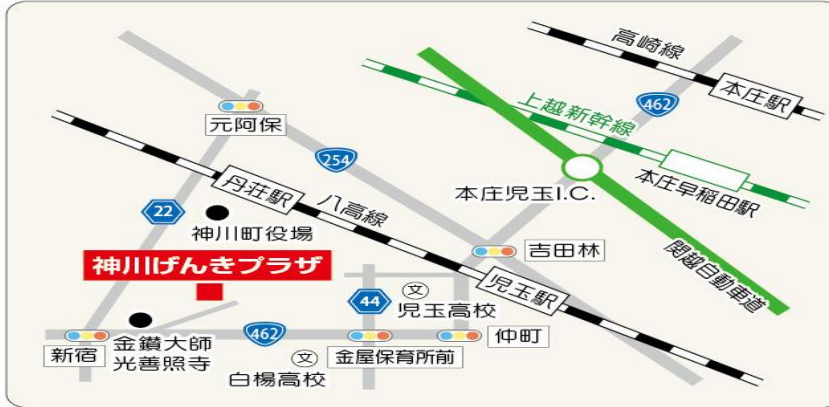 高崎線
本庄駅
462
上越新幹線
元阿保
254
本庄早稲田駅
本庄児玉I.C.
丹荘駅
八高線
22
神川町役場
吉田林
関越自動車道
神川げんきプラザ
児玉駅
44
文
児玉高校
新宿
金鑚大師
光善照寺
462
文
白楊高校
金屋保育所前
仲町